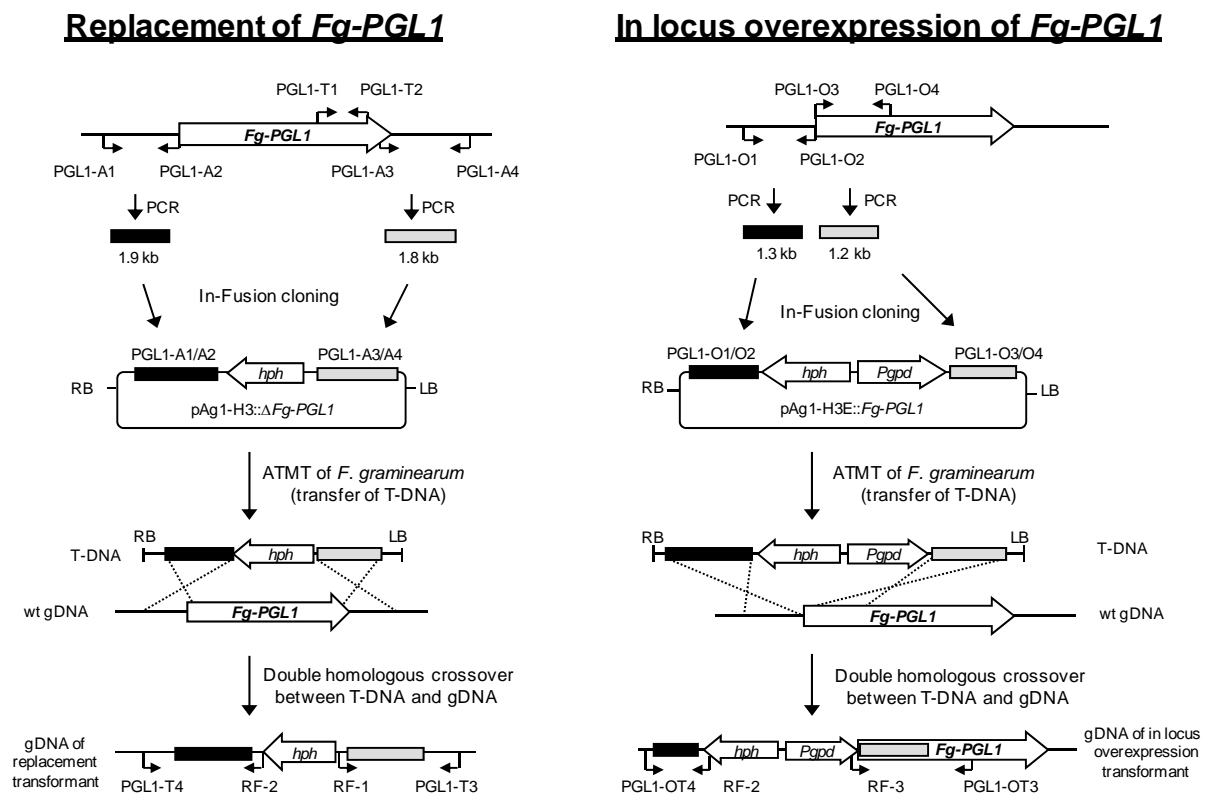 Replacement of Fg-PGL1
PGL1-T1 PGL1-T2
Fg-PGL1
PGL1-A1 PGL1-A2 PGL1-A3 PGL1-A4
PCR PCR
1.9 kb 1.8 kb
In-Fusion cloning
PGL1-A1/A2 PGL1-A3/A4
hph
RB LB
pAg1-H3::ΔFg-PGL1
ATMT of F. graminearum
(transfer of T-DNA)
RB LB
T-DNA hph
wt gDNA Fg-PGL1
Double homologous crossover
between T-DNA and gDNA
gDNA of
replacement
transformant
hph
PGL1-T4 RF-2 RF-1 PGL1-T3
In locus overexpression of Fg-PGL1
PGL1-O3 PGL1-O4
Fg-PGL1
PGL1-O1 PGL1-O2
PCR PCR
1.3 kb 1.2 kb
In-Fusion cloning
PGL1-O1/O2 PGL1-O3/O4
hph Pgpd
RB LB
pAg1-H3E::Fg-PGL1
ATMT of F. graminearum
(transfer of T-DNA)
RB LB
hph Pgpd T-DNA
Fg-PGL1 wt gDNA
Double homologous crossover
between T-DNA and gDNA
hph Pgpd Fg-PGL1
gDNA of in locus
overexpression
transformant
PGL1-OT4 RF-2 RF-3 PGL1-OT3